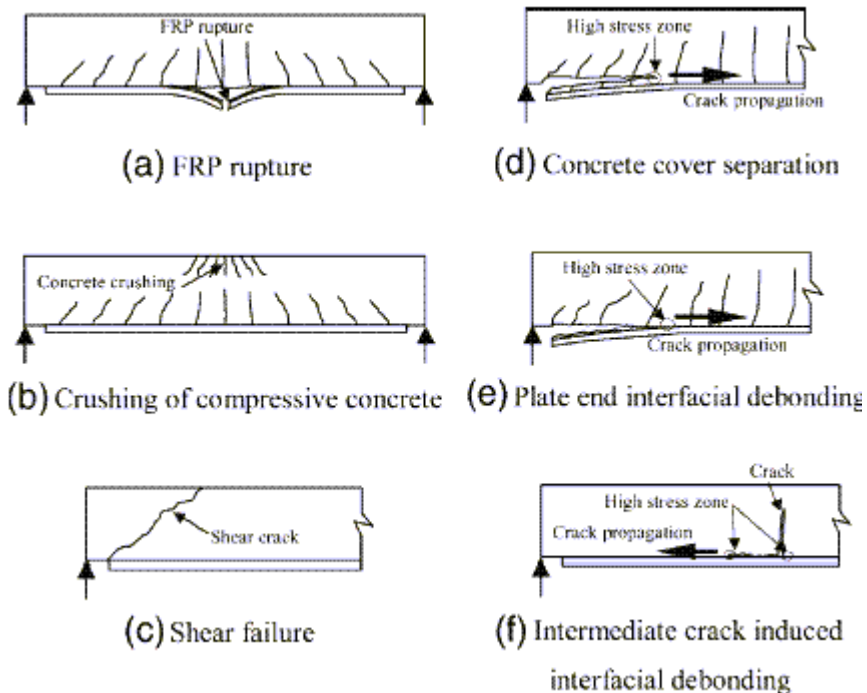 FRP rupture
(a) FRP rupture
High stress zone
Crack propagation
(d) Concrete cover separation
Concrete crushing
(b) Crushing of compressive concrete
High stress zone
Crack propagation
(e) Plate end interfacial debonding
Shear crack
(c) Shear failure
Crack
High stress zone
Crack propagation
(f) Intermediate crack induced
interfacial debonding